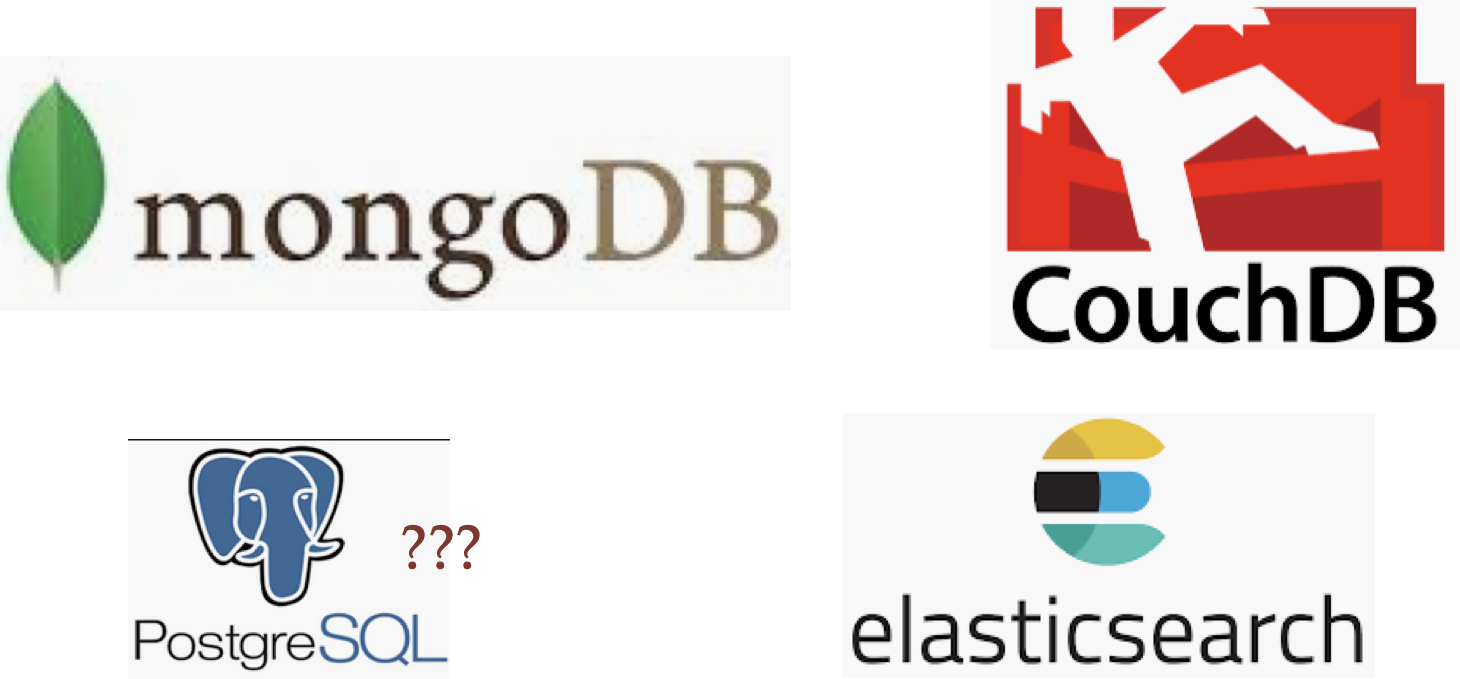 mongoDB
CouchDB
???
PostgreSQL
elasticsearch